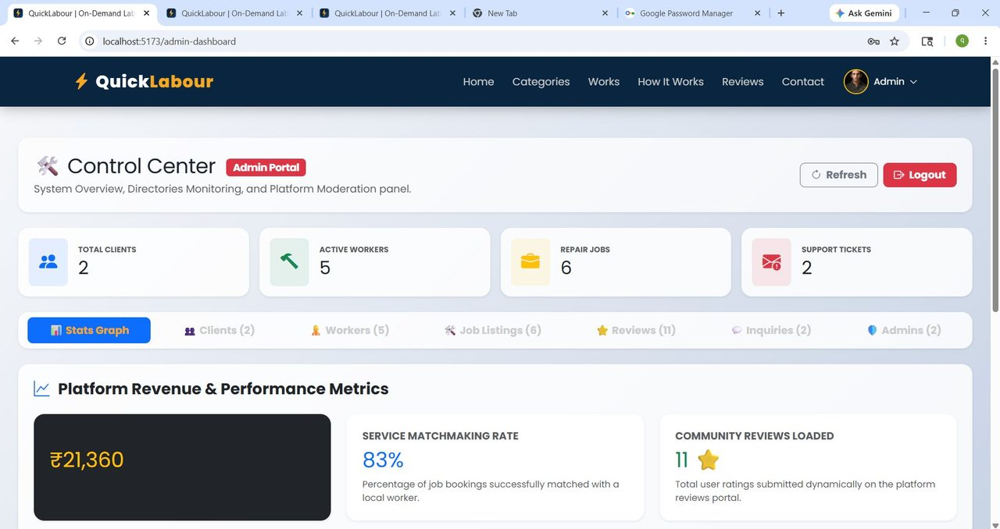 QuickLabour | On-Demand Lab
QuickLabour | On-Demand Lab
QuickLabour | On-Demand Lab
New Tab
Google Password Manager
Ask Gemini
localhost:5173/admin-dashboard
q
QuickLabour
Home
Categories
Works
How It Works
Reviews
Contact
Admin
Control Center
Admin Portal
System Overview, Directories Monitoring, and Platform Moderation panel.
Refresh
Logout
TOTAL CLIENTS
2
ACTIVE WORKERS
5
REPAIR JOBS
6
SUPPORT TICKETS
2
Stats Graph
Clients (2)
Workers (5)
Job Listings (6)
Reviews (11)
Inquiries (2)
Admins (2)
Platform Revenue & Performance Metrics
₹21,360
SERVICE MATCHMAKING RATE
83%
Percentage of job bookings successfully matched with a
local worker.
COMMUNITY REVIEWS LOADED
11
Total user ratings submitted dynamically on the platform
reviews portal.